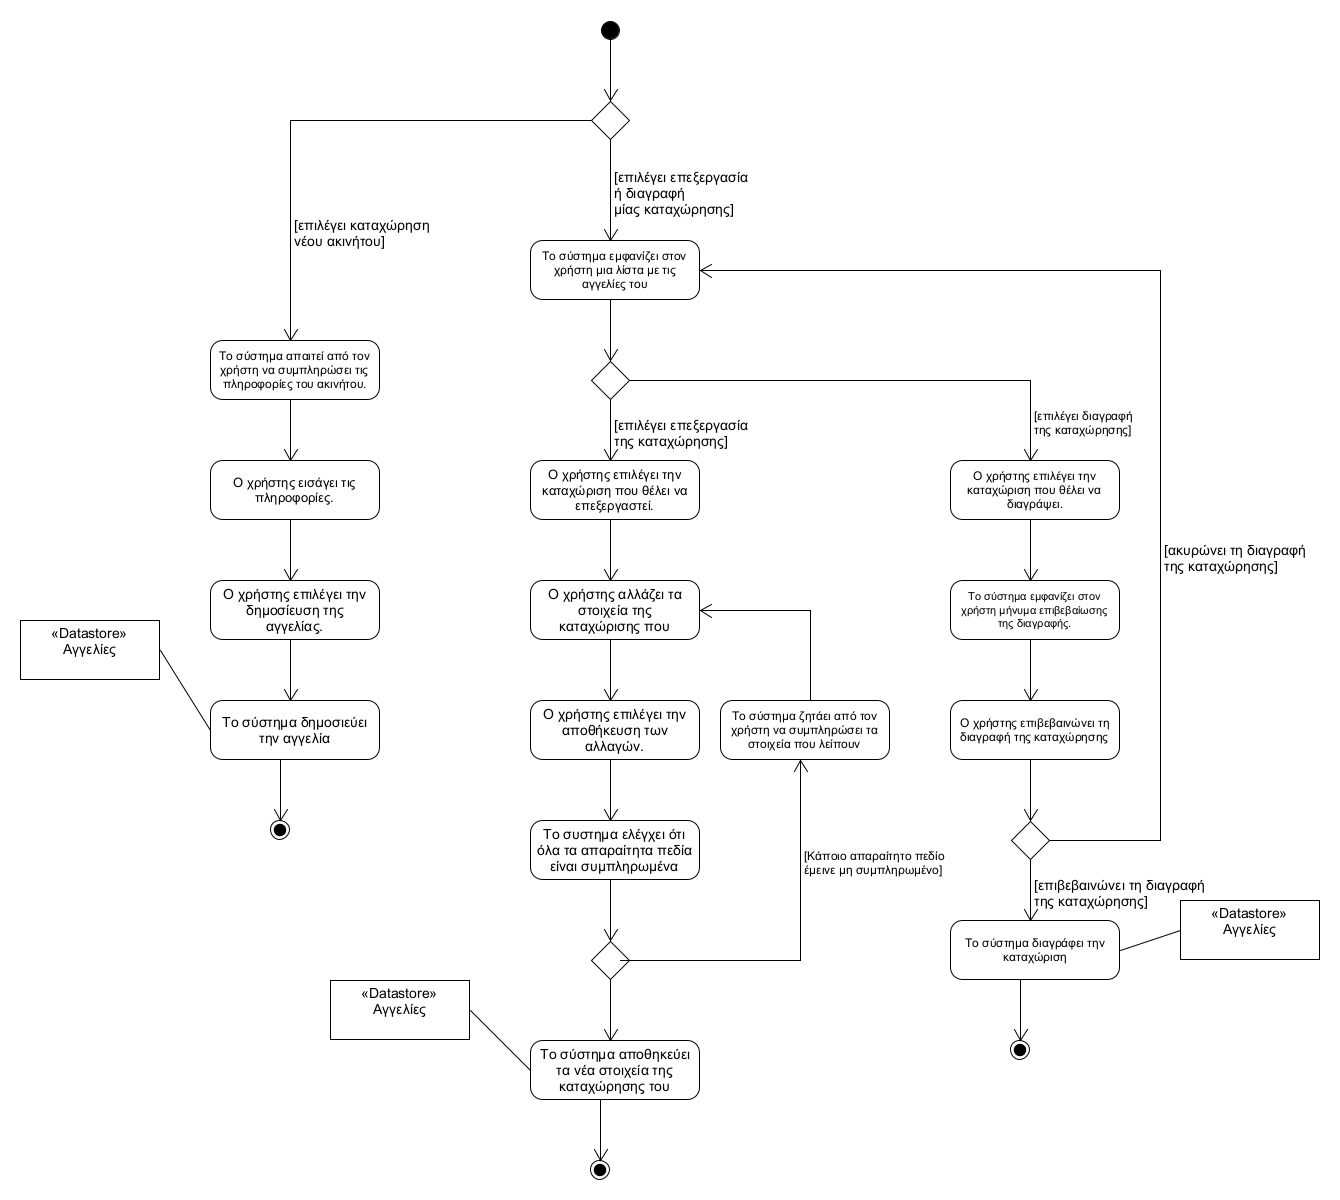 [επιλέγει επεξεργασία
ή διαγραφή
μίας καταχώρησης]
[επιλέγει καταχώρηση
νέου ακινήτου]
Το σύστημα εμφανίζει στον
χρήστη μια λίστα με τις
αγγελίες του
Το σύστημα απαιτεί από τον
χρήστη να συμπληρώσει τις
πληροφορίες του ακινήτου.
[επιλέγει επεξεργασία
της καταχώρησης]
[επιλέγει διαγραφή
της καταχώρησης]
Ο χρήστης εισάγει τις
πληροφορίες.
Ο χρήστης επιλέγει την
καταχώριση που θέλει να
επεξεργαστεί.
Ο χρήστης επιλέγει την
καταχώριση που θέλει να
διαγράψει.
[ακυρώνει τη διαγραφή
της καταχώρησης]
Ο χρήστης επιλέγει την
δημοσίευση της
αγγελίας.
Ο χρήστης αλλάζει τα
στοιχεία της
καταχώρισης που
Το σύστημα εμφανίζει στον
χρήστη μήνυμα επιβεβαίωσης
της διαγραφής.
«Datastore»
Αγγελίες
Το σύστημα δημοσιεύει
την αγγελία
Ο χρήστης επιλέγει την
αποθήκευση των
αλλαγών.
Το σύστημα ζητάει από τον
χρήστη να συμπληρώσει τα
στοιχεία που λείπουν
Ο χρήστης επιβεβαινώνει τη
διαγραφή της καταχώρησης
Το συστημα ελέγχει ότι
όλα τα απαραίτητα πεδία
είναι συμπληρωμένα
[Κάποιο απαραίτητο πεδίο
έμεινε μη συμπληρωμένο]
[επιβεβαινώνει τη διαγραφή
της καταχώρησης]
«Datastore»
Αγγελίες
Το σύστημα διαγράφει την
καταχώριση
«Datastore»
Αγγελίες
Το σύστημα αποθηκεύει
τα νέα στοιχεία της
καταχώρησης του